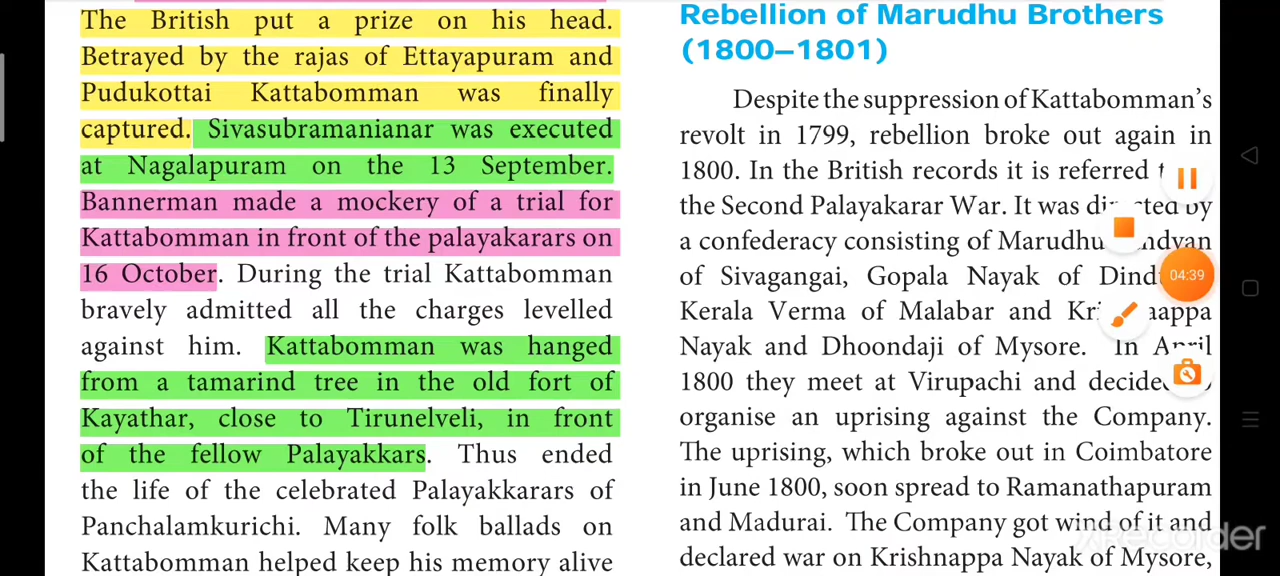 The British put a prize on his head.
Betrayed by the rajas of Ettayapuram and
Pudukottai Kattabomman was finally
captured. Sivasubramanianar was executed
at Nagalapuram on the 13 September.
Bannerman made a mockery of a trial for
Kattabomman in front of the palayakarars on
16 October. During the trial Kattabomman
bravely admitted all the charges levelled
against him. Kattabomman was hanged
from a tamarind tree in the old fort of
Kayathar, close to Tirunelveli, in front
of the fellow Palayakkars. Thus ended
the life of the celebrated Palayakkarars of
Panchalamkurichi. Many folk ballads on
Kattabomman helped keep his memory alive
Rebellion of Marudhu Brothers
(1800–1801)
Despite the suppression of Kattabomman's
revolt in 1799, rebellion broke out again in
1800. In the British records it is referred
the Second Palayakarar War. It was by
a confederacy consisting of Marudhu
of Sivagangai, Gopala Nayak of
Kerala Verma of Malabar and
Nayak and Dhoondaji of Mysore. In April
1800 they meet at Virupachi and
organise an uprising against the Company.
The uprising, which broke out in Coimbatore
in June 1800, soon spread to Ramanathapuram
and Madurai. The Company got wind of it and
declared war on Krishnappa Nayak of Mysore,
04:39
XRecorder